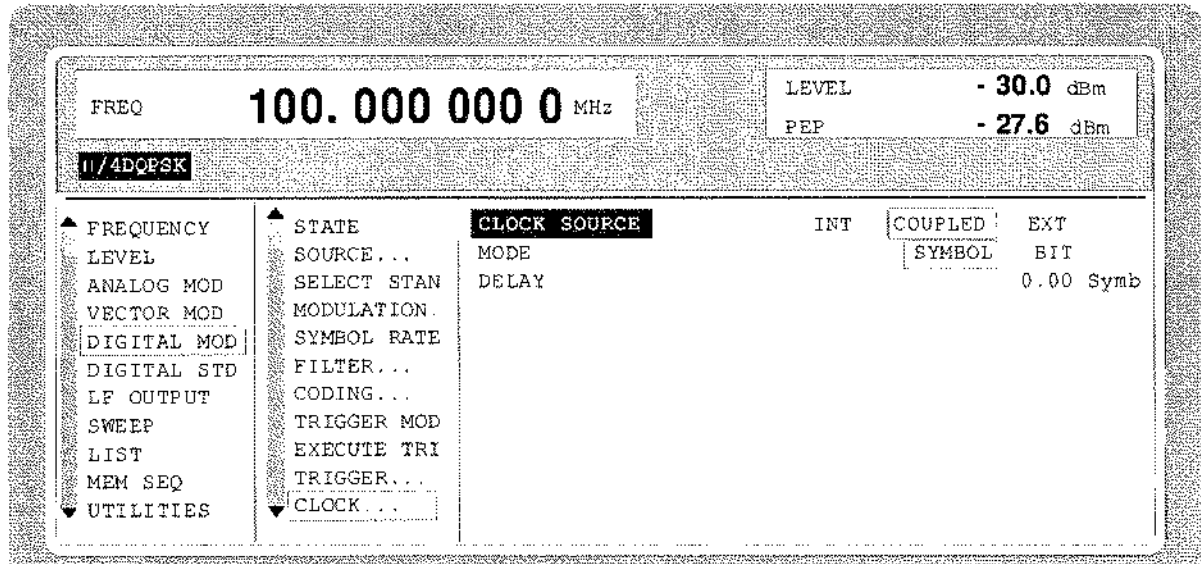 FREQ 100. 000 000 0 MHz
LEVEL - 30.0 dBm
PEP - 27.6 dBm
π/4DQPSK
FREQUENCY
LEVEL
ANALOG MOD
VECTOR MOD
DIGITAL MOD
DIGITAL STD
LF OUTPUT
SWEEP
LIST
MEM SEQ
UTILITIES
STATE
SOURCE...
SELECT STAN
MODULATION.
SYMBOL RATE
FILTER...
CODING...
TRIGGER MOD
EXECUTE TRI
TRIGGER...
CLOCK...
CLOCK SOURCE INT COUPLED EXT
MODE SYMBOL BIT
DELAY 0.00 Symb